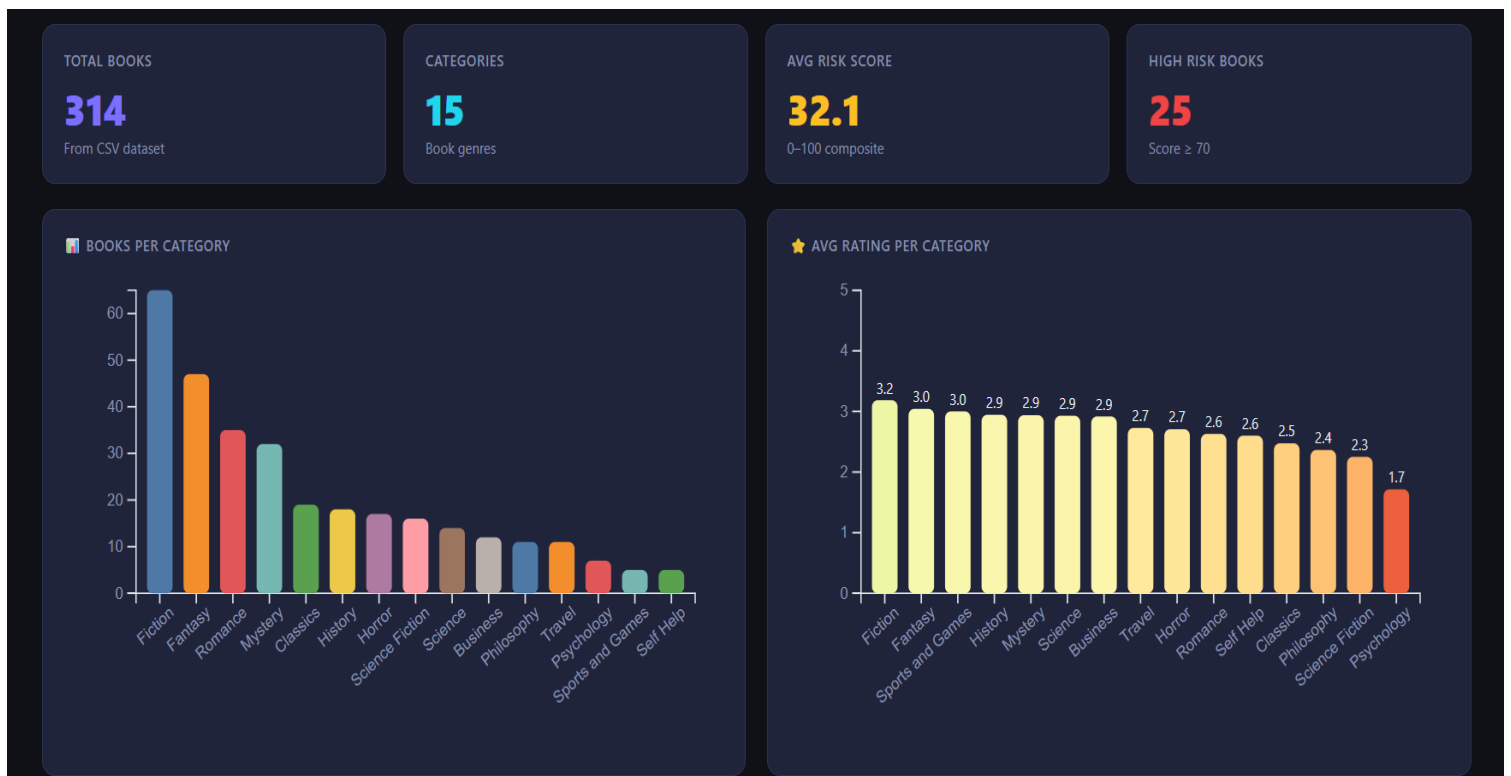 TOTAL BOOKS
314
From CSV dataset
CATEGORIES
15
Book genres
AVG RISK SCORE
32.1
0–100 composite
HIGH RISK BOOKS
25
Score ≥ 70
BOOKS PER CATEGORY
60
50
40
30
20
10
0
Fiction
Fantasy
Romance
Mystery
Classics
History
Horror
Science Fiction
Science
Business
Philosophy
Travel
Psychology
Sports and Games
Self Help
AVG RATING PER CATEGORY
5
4
3
2
1
0
3.2
3.0
3.0
2.9
2.9
2.9
2.9
2.7
2.7
2.6
2.6
2.5
2.4
2.3
1.7
Fiction
Fantasy
Sports and Games
History
Mystery
Science
Business
Travel
Horror
Romance
Self Help
Classics
Philosophy
Science Fiction
Psychology